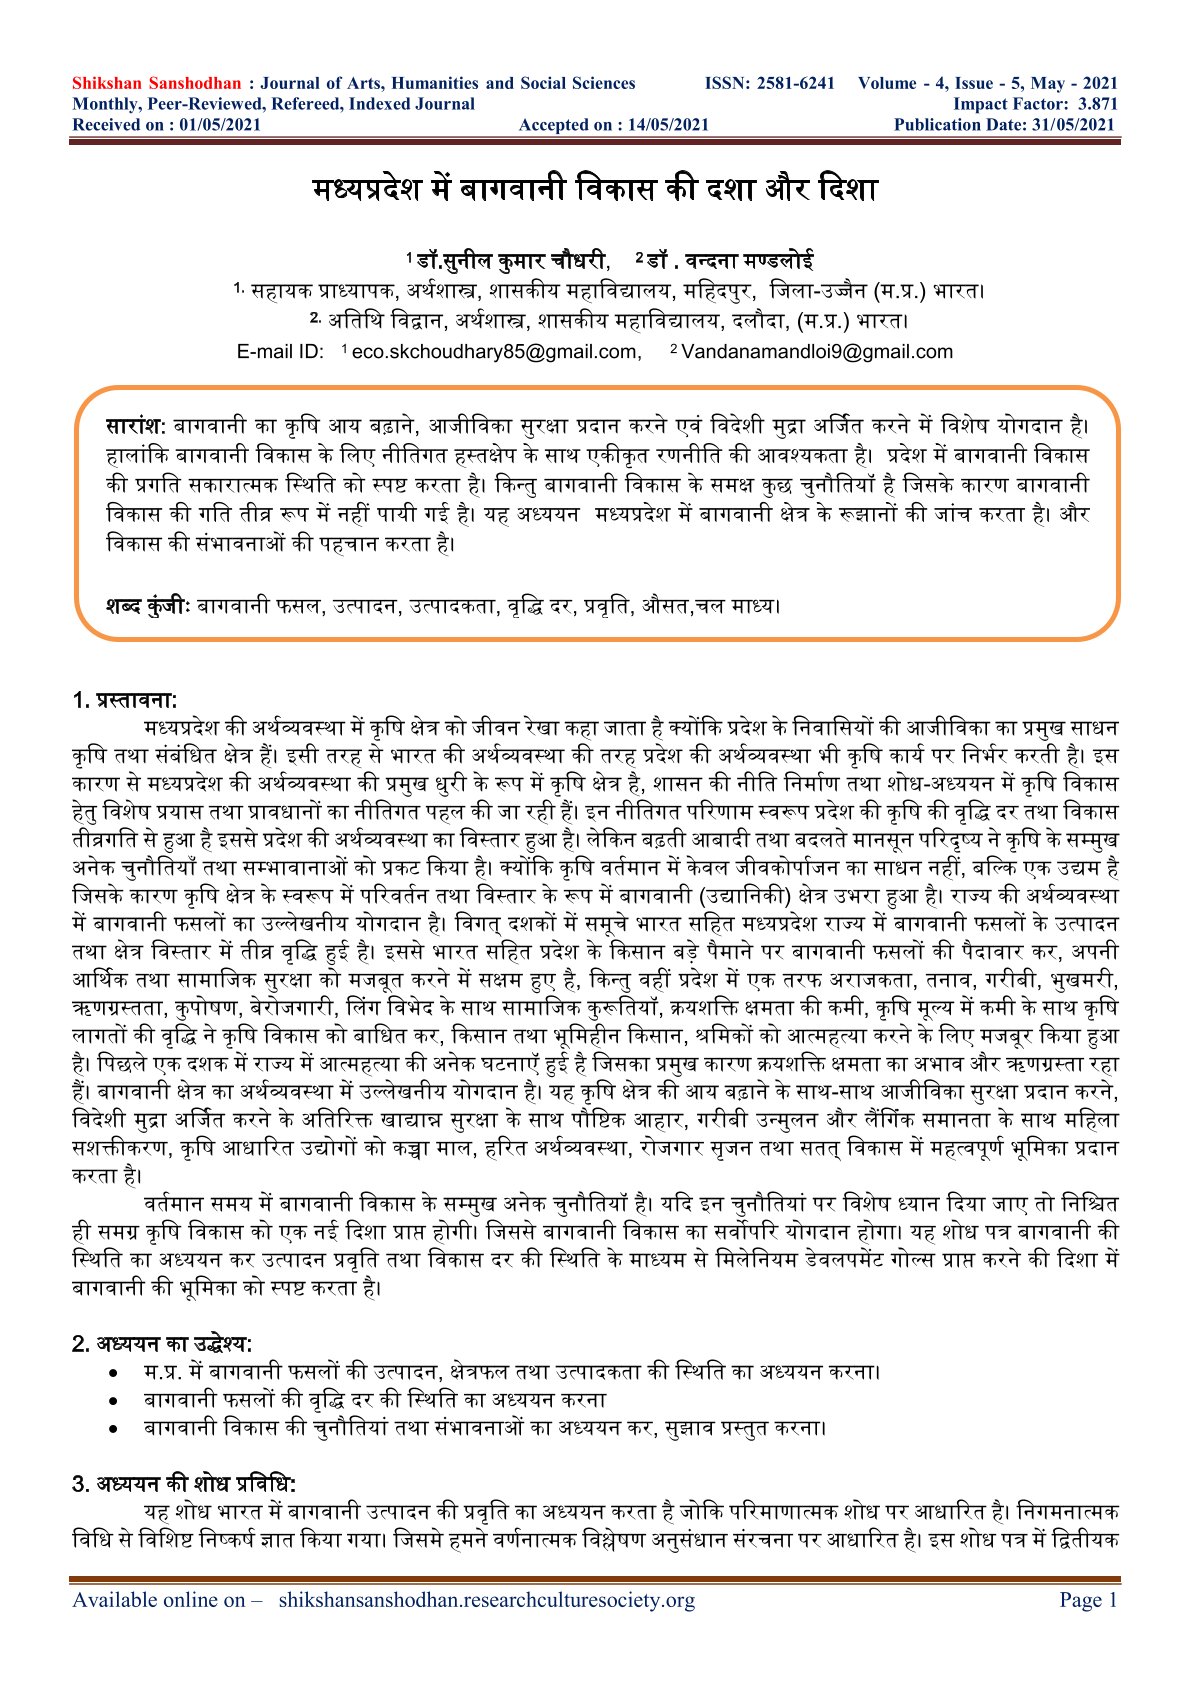 Shikshan Sanshodhan : Journal of Arts, Humanities and Social Sciences ISSN: 2581-6241 Volume - 4, Issue - 5, May - 2021
Monthly, Peer-Reviewed, Refereed, Indexed Journal Impact Factor: 3.871
Received on : 01/05/2021 Accepted on : 14/05/2021 Publication Date: 31/05/2021
मध्यप्रदेश में बागवानी विकास की दशा और दिशा
1 डॉ.सुनील कुमार चौधरी, 2 डॉ . वन्दना मण्डलोई
1. सहायक प्राध्यापक, अर्थशास्त्र, शासकीय महाविद्यालय, महिदपुर, जिला-उज्जैन (म.प्र.) भारत।
2. अतिथि विद्वान, अर्थशास्त्र, शासकीय महाविद्यालय, दलौदा, (म.प्र.) भारत।
E-mail ID: 1 eco.skchoudhary85@gmail.com, 2 Vandanamandloi9@gmail.com
सारांश: बागवानी का कृषि आय बढ़ाने, आजीविका सुरक्षा प्रदान करने एवं विदेशी मुद्रा अर्जित करने में विशेष योगदान है।
हालांकि बागवानी विकास के लिए नीतिगत हस्तक्षेप के साथ एकीकृत रणनीति की आवश्यकता है। प्रदेश में बागवानी विकास
की प्रगति सकारात्मक स्थिति को स्पष्ट करता है। किन्तु बागवानी विकास के समक्ष कुछ चुनौतियॉ है जिसके कारण बागवानी
विकास की गति तीव्र रूप में नहीं पायी गई है। यह अध्ययन मध्यप्रदेश में बागवानी क्षेत्र के रूझानों की जांच करता है। और
विकास की संभावनाओं की पहचान करता है।
शब्द कुंजीः बागवानी फसल, उत्पादन, उत्पादकता, वृद्धि दर, प्रवृति, औसत,चल माध्य।
1. प्रस्तावना:
मध्यप्रदेश की अर्थव्यवस्था में कृषि क्षेत्र को जीवन रेखा कहा जाता है क्योंकि प्रदेश के निवासियों की आजीविका का प्रमुख साधन
कृषि तथा संबंधित क्षेत्र हैं। इसी तरह से भारत की अर्थव्यवस्था की तरह प्रदेश की अर्थव्यवस्था भी कृषि कार्य पर निर्भर करती है। इस
कारण से मध्यप्रदेश की अर्थव्यवस्था की प्रमुख धुरी के रूप में कृषि क्षेत्र है, शासन की नीति निर्माण तथा शोध-अध्ययन में कृषि विकास
हेतु विशेष प्रयास तथा प्रावधानों का नीतिगत पहल की जा रही हैं। इन नीतिगत परिणाम स्वरूप प्रदेश की कृषि की वृद्धि दर तथा विकास
तीव्रगति से हुआ है इससे प्रदेश की अर्थव्यवस्था का विस्तार हुआ है। लेकिन बढ़ती आबादी तथा बदलते मानसून परिदृष्य ने कृषि के सम्मुख
अनेक चुनौतियाँ तथा सम्भावानाओं को प्रकट किया है। क्योंकि कृषि वर्तमान में केवल जीवकोर्पाजन का साधन नहीं, बल्कि एक उद्यम है
जिसके कारण कृषि क्षेत्र के स्वरूप में परिवर्तन तथा विस्तार के रूप में बागवानी (उद्यानिकी) क्षेत्र उभरा हुआ है। राज्य की अर्थव्यवस्था
में बागवानी फसलों का उल्लेखनीय योगदान है। विगत् दशकों में समूचे भारत सहित मध्यप्रदेश राज्य में बागवानी फसलों के उत्पादन
तथा क्षेत्र विस्तार में तीव्र वृद्धि हुई है। इससे भारत सहित प्रदेश के किसान बड़े पैमाने पर बागवानी फसलों की पैदावार कर, अपनी
आर्थिक तथा सामाजिक सुरक्षा को मजबूत करने में सक्षम हुए है, किन्तु वहीं प्रदेश में एक तरफ अराजकता, तनाव, गरीबी, भुखमरी,
ऋणग्रस्तता, कुपोषण, बेरोजगारी, लिंग विभेद के साथ सामाजिक कुरूतियॉ, क्रयशक्ति क्षमता की कमी, कृषि मूल्य में कमी के साथ कृषि
लागतों की वृद्धि ने कृषि विकास को बाधित कर, किसान तथा भूमिहीन किसान, श्रमिकों को आत्महत्या करने के लिए मजबूर किया हुआ
है। पिछले एक दशक में राज्य में आत्महत्या की अनेक घटनाऍ हुई है जिसका प्रमुख कारण क्रयशक्ति क्षमता का अभाव और ऋणग्रस्ता रहा
हैं। बागवानी क्षेत्र का अर्थव्यवस्था में उल्लेखनीय योगदान है। यह कृषि क्षेत्र की आय बढ़ाने के साथ-साथ आजीविका सुरक्षा प्रदान करने,
विदेशी मुद्रा अर्जित करने के अतिरिक्त खाद्यान्न सुरक्षा के साथ पौष्टिक आहार, गरीबी उन्मुलन और लैंगिंक समानता के साथ महिला
सशक्तीकरण, कृषि आधारित उद्योगों को कच्चा माल, हरित अर्थव्यवस्था, रोजगार सृजन तथा सतत् विकास में महत्वपूर्ण भूमिका प्रदान
करता है।
वर्तमान समय में बागवानी विकास के सम्मुख अनेक चुनौतियॉ है। यदि इन चुनौतियां पर विशेष ध्यान दिया जाए तो निश्चित
ही समग्र कृषि विकास को एक नई दिशा प्राप्त होगी। जिससे बागवानी विकास का सर्वोपरि योगदान होगा। यह शोध पत्र बागवानी की
स्थिति का अध्ययन कर उत्पादन प्रवृति तथा विकास दर की स्थिति के माध्यम से मिलेनियम डेवलपमेंट गोल्स प्राप्त करने की दिशा में
बागवानी की भूमिका को स्पष्ट करता है।
2. अध्ययन का उद्धेश्य:
• म.प्र. में बागवानी फसलों की उत्पादन, क्षेत्रफल तथा उत्पादकता की स्थिति का अध्ययन करना।
• बागवानी फसलों की वृद्धि दर की स्थिति का अध्ययन करना
• बागवानी विकास की चुनौतियां तथा संभावनाओं का अध्ययन कर, सुझाव प्रस्तुत करना।
3. अध्ययन की शोध प्रविधि:
यह शोध भारत में बागवानी उत्पादन की प्रवृति का अध्ययन करता है जोकि परिमाणात्मक शोध पर आधारित है। निगमनात्मक
विधि से विशिष्ट निष्कर्ष ज्ञात किया गया। जिसमे हमने वर्णनात्मक विश्लेषण अनुसंधान संरचना पर आधारित है। इस शोध पत्र में द्वितीयक
Available online on – shikshansanshodhan.researchculturesociety.org Page 1